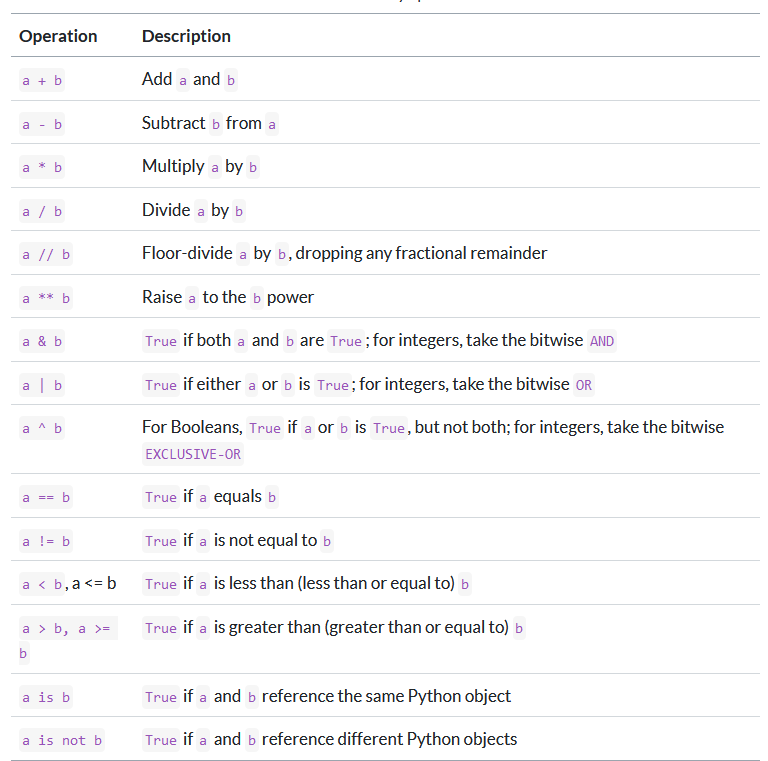 Operation Description
a + b Add a and b
a - b Subtract b from a
a * b Multiply a by b
a / b Divide a by b
a // b Floor-divide a by b, dropping any fractional remainder
a ** b Raise a to the b power
a & b True if both a and b are True; for integers, take the bitwise AND
a | b True if either a or b is True; for integers, take the bitwise OR
a ^ b For Booleans, True if a or b is True, but not both; for integers, take the bitwise
EXCLUSIVE-OR
a == b True if a equals b
a != b True if a is not equal to b
a < b, a <= b True if a is less than (less than or equal to) b
a > b, a >= True if a is greater than (greater than or equal to) b
b
a is b True if a and b reference the same Python object
a is not b True if a and b reference different Python objects